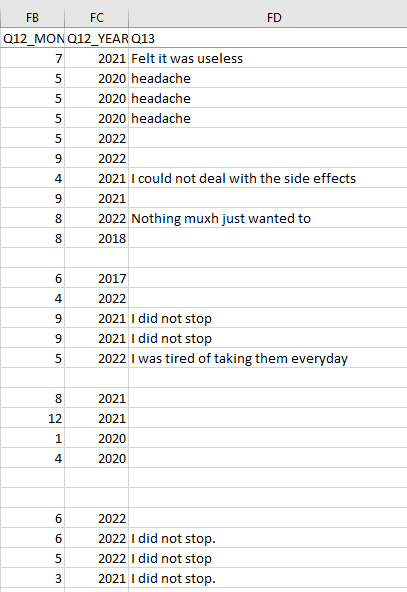 FB FC FD
Q12_MON Q12_YEAR Q13
7 2021 Felt it was useless
5 2020 headache
5 2020 headache
5 2020 headache
5 2022
9 2022
4 2021 I could not deal with the side effects
9 2021
8 2022 Nothing muxh just wanted to
8 2018
6 2017
4 2022
9 2021 I did not stop
9 2021 I did not stop
5 2022 I was tired of taking them everyday
8 2021
12 2021
1 2020
4 2020
6 2022
6 2022 I did not stop.
5 2022 I did not stop
3 2021 I did not stop.